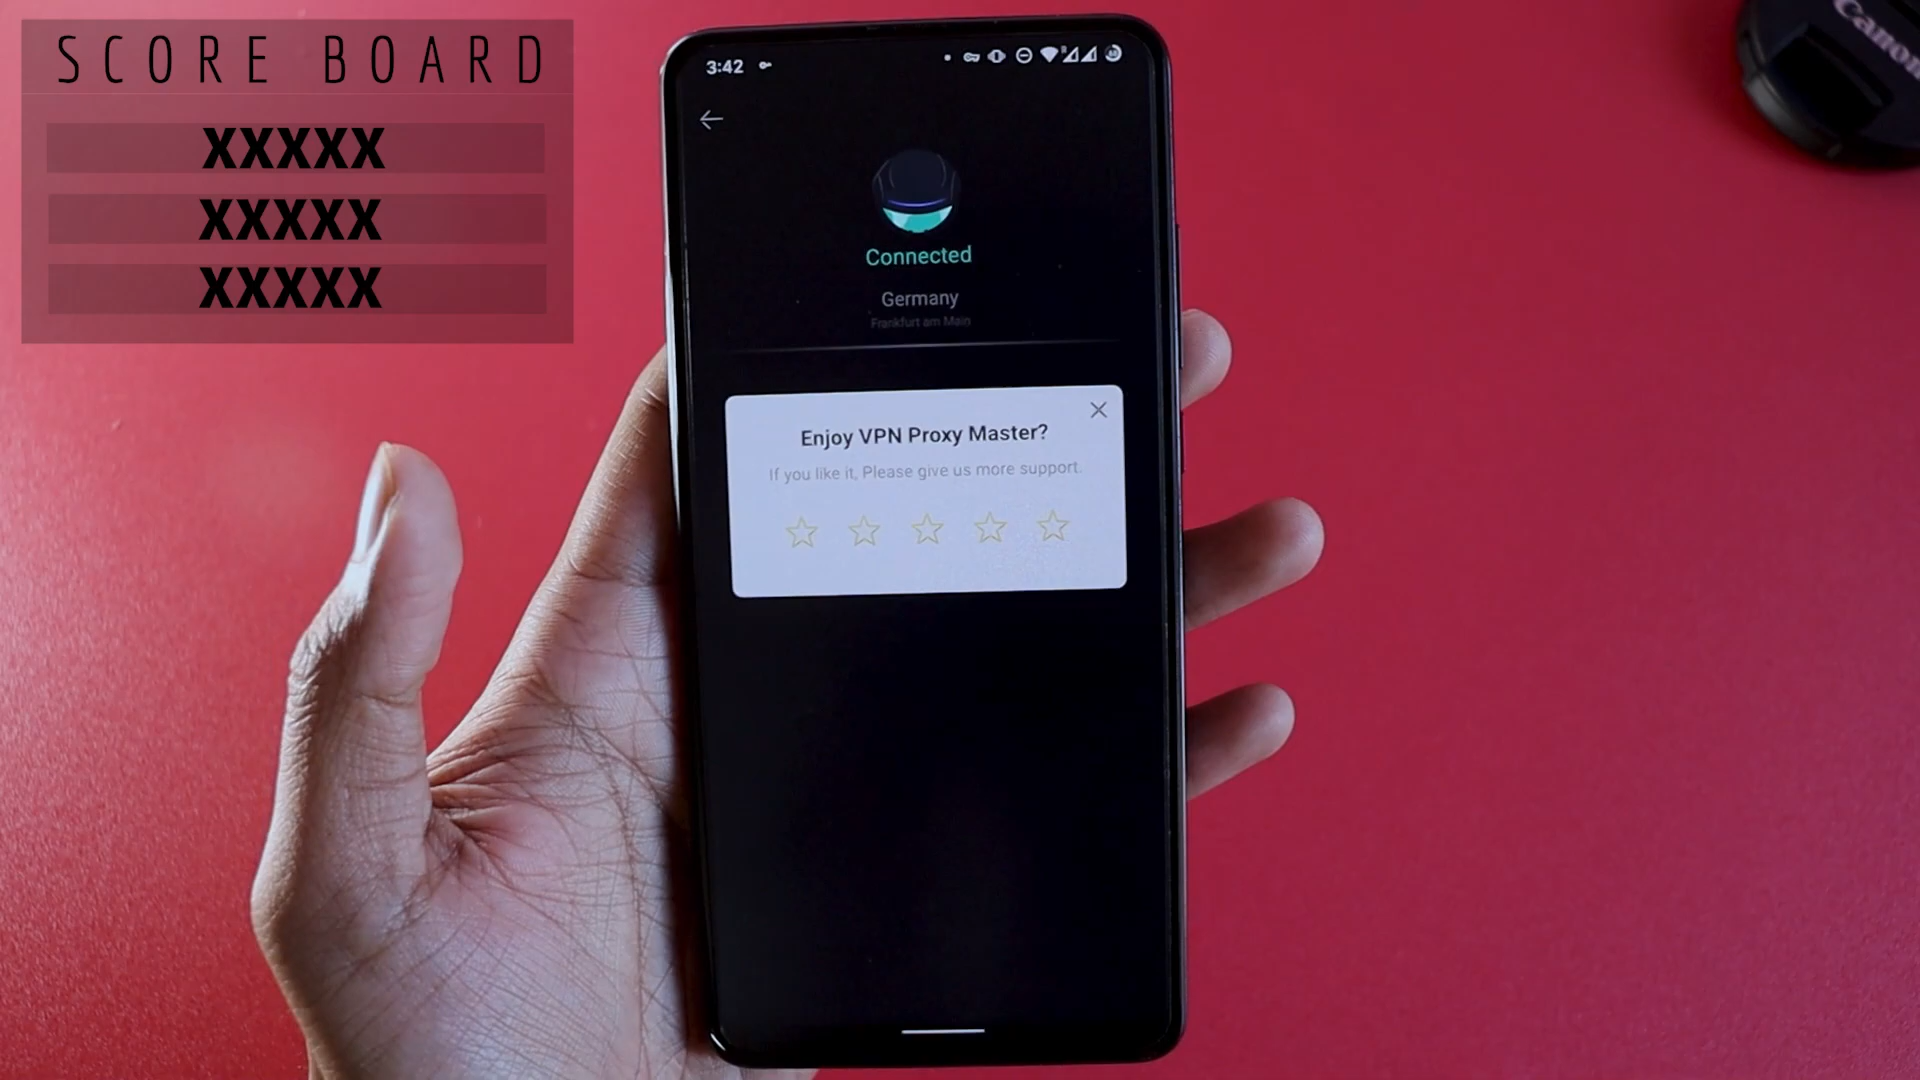 SCORE BOARD
XXXXX
XXXXX
XXXXX
3:42
Connected
Germany
Frankfurt am Main
Enjoy VPN Proxy Master?
If you like it, Please give us more support.
Canon